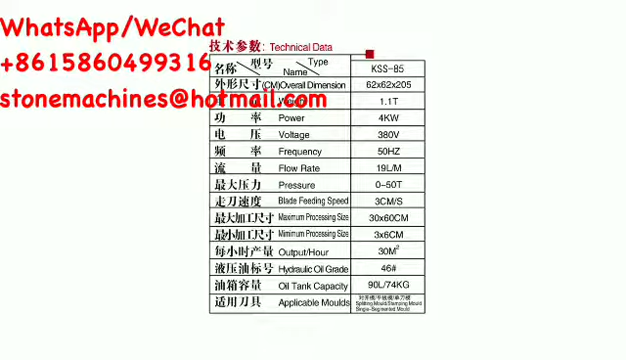 WhatsApp/WeChat
+8615860499316
stonemachines@hotmail.com
技术参数: Technical Data
型号 Type
名称 Name KSS-85
外形尺寸(CM)Overall Dimension 62x62x205
Weight 1.1T
功 率 Power 4KW
电 压 Voltage 380V
频 率 Frequency 50HZ
流 量 Flow Rate 19L/M
最大压力 Pressure 0-50T
走刀速度 Blade Feeding Speed 3CM/S
最大加工尺寸 Maximum Processing Size 30x60CM
最小加工尺寸 Mimimum Processing Size 3x6CM
每小时产量 Output/Hour 30M²
液压油标号 Hydraulic Oil Grade 46#
油箱容量 Oil Tank Capacity 90L/74KG
适用刀具 Applicable Moulds
Splitting Mould/Stamping Mould
Single-Segmented Mould